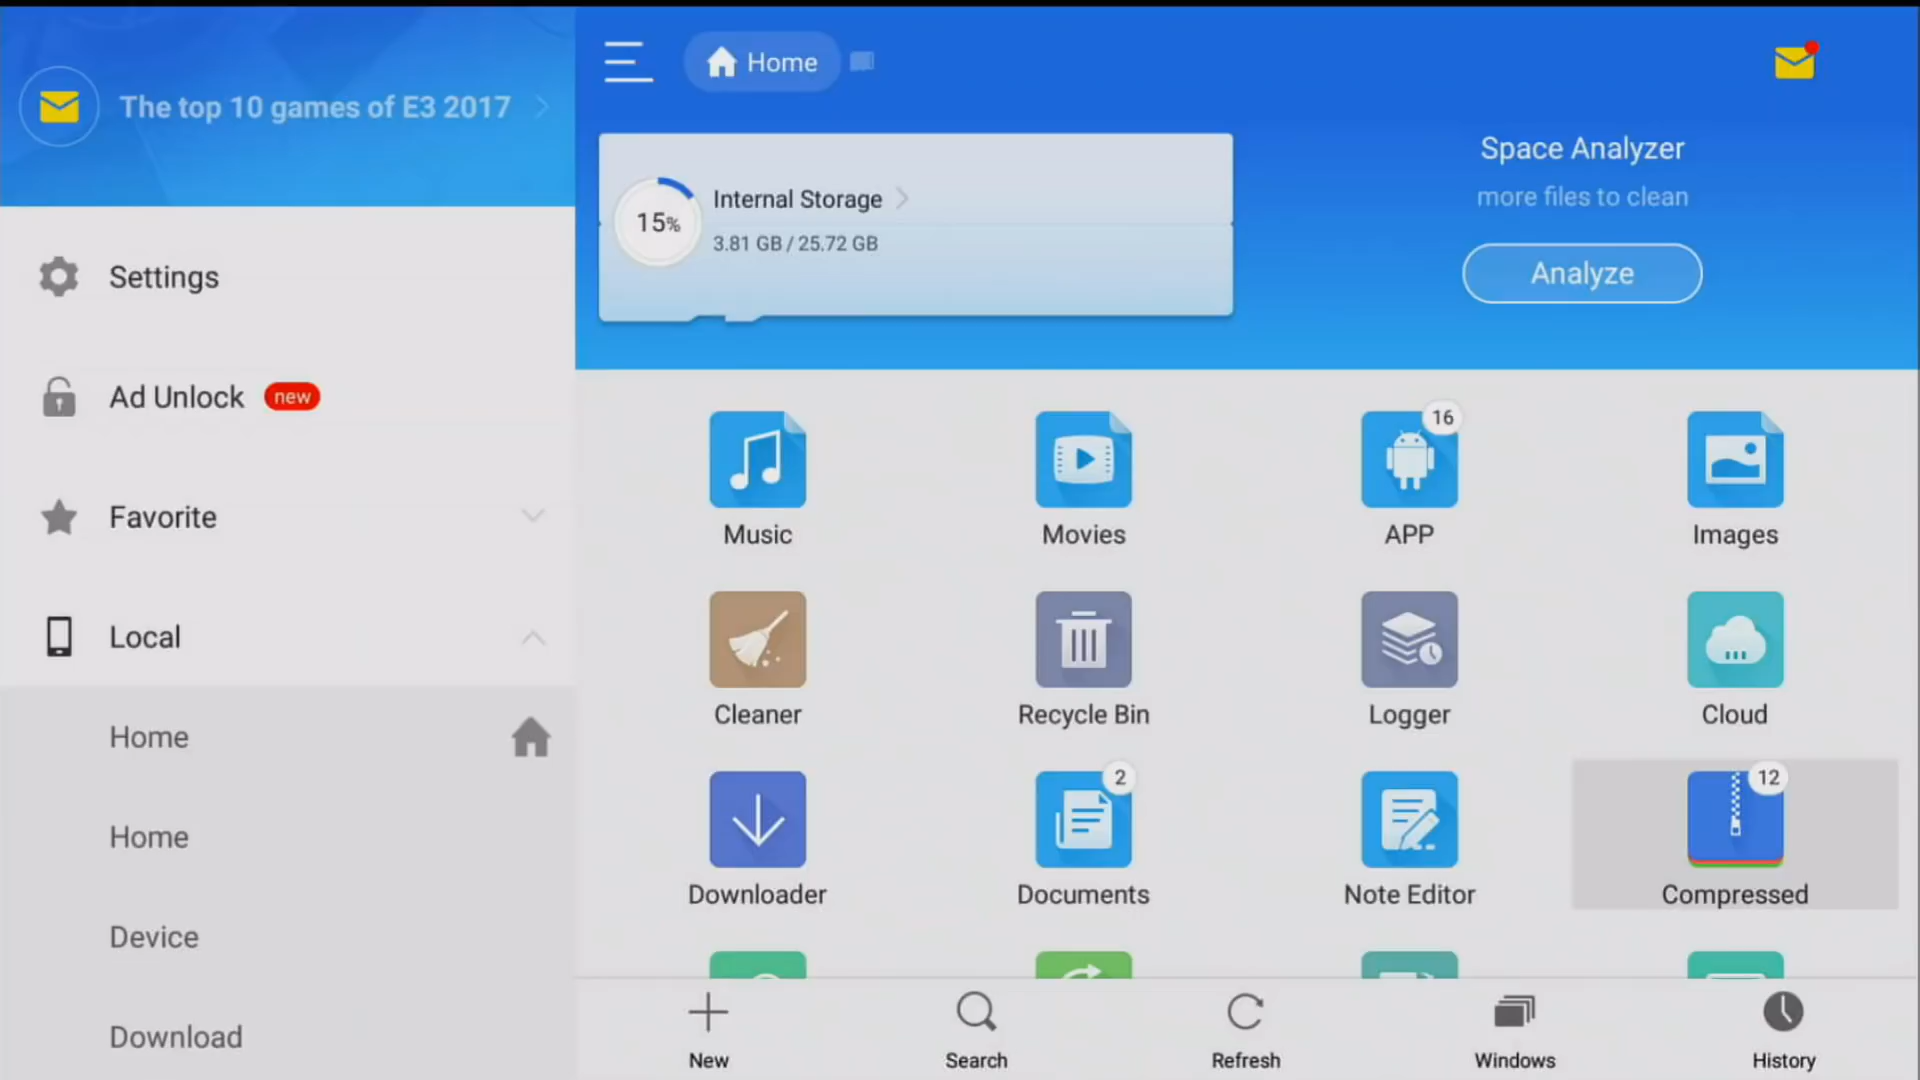 The top 10 games of E3 2017
Settings
Ad Unlock new
Favorite
Local
Home
Home
Device
Download
Home
15%
Internal Storage
3.81 GB / 25.72 GB
Space Analyzer
more files to clean
Analyze
Music
Movies
16
APP
Images
Cleaner
Recycle Bin
Logger
Cloud
Downloader
2
Documents
Note Editor
12
Compressed
New
Search
Refresh
Windows
History